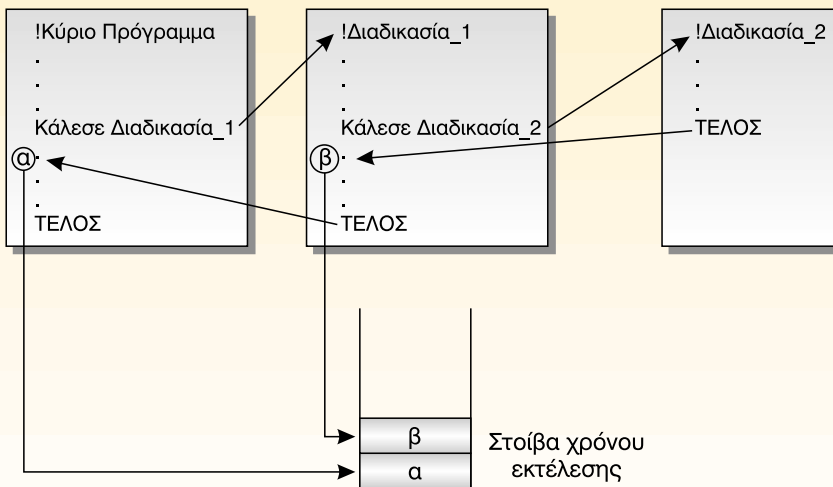 !Κύριο Πρόγραμμα
.
.
.
Κάλεσε Διαδικασία_1
α .
.
.
ΤΕΛΟΣ
!Διαδικασία_1
.
.
.
Κάλεσε Διαδικασία_2
β .
.
.
ΤΕΛΟΣ
!Διαδικασία_2
.
.
.
ΤΕΛΟΣ
β
α
Στοίβα χρόνου
εκτέλεσης